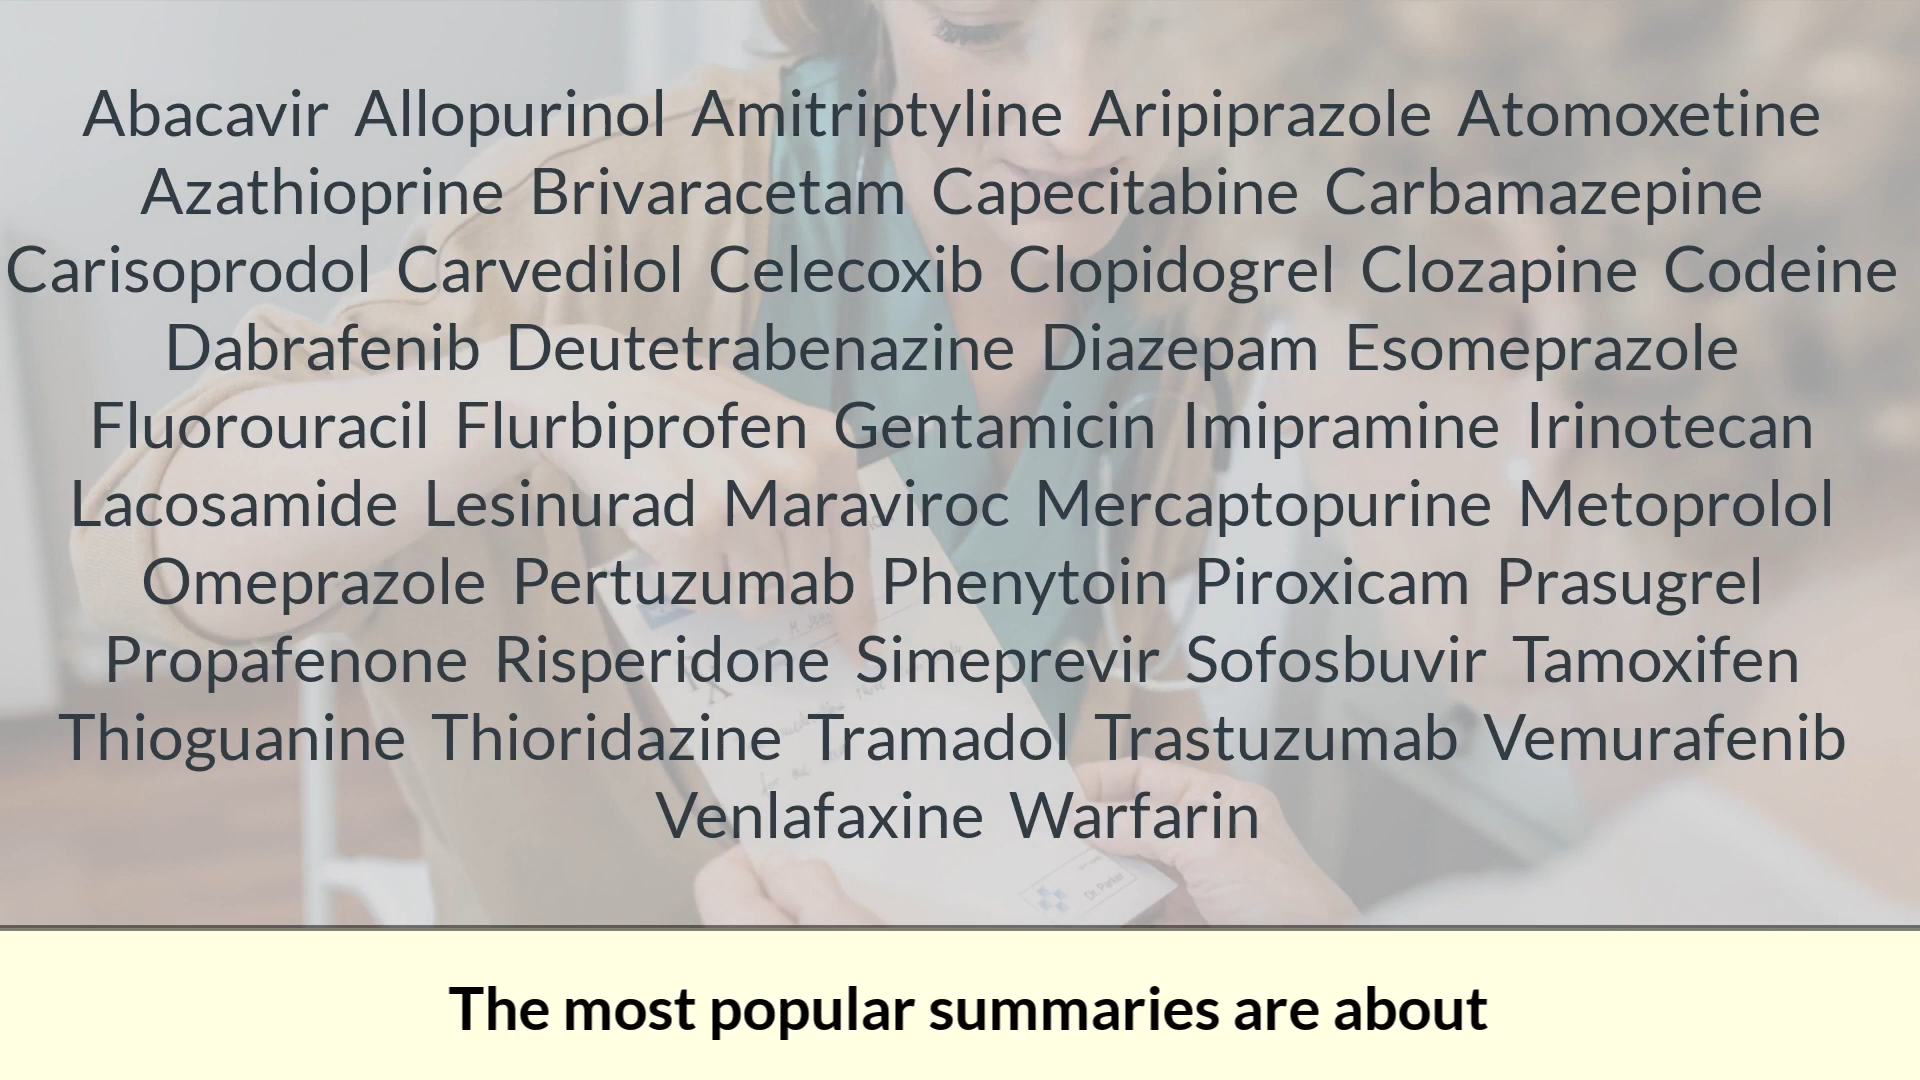 Abacavir Allopurinol Amitriptyline Aripiprazole Atomoxetine
Azathioprine Brivaracetam Capecitabine Carbamazepine
Carisoprodol Carvedilol Celecoxib Clopidogrel Clozapine Codeine
Dabrafenib Deutetrabenazine Diazepam Esomeprazole
Fluorouracil Flurbiprofen Gentamicin Imipramine Irinotecan
Lacosamide Lesinurad Maraviroc Mercaptopurine Metoprolol
Omeprazole Pertuzumab Phenytoin Piroxicam Prasugrel
Propafenone Risperidone Simeprevir Sofosbuvir Tamoxifen
Thioguanine Thioridazine Tramadol Trastuzumab Vemurafenib
Venlafaxine Warfarin
Dr. Parker
The most popular summaries are about